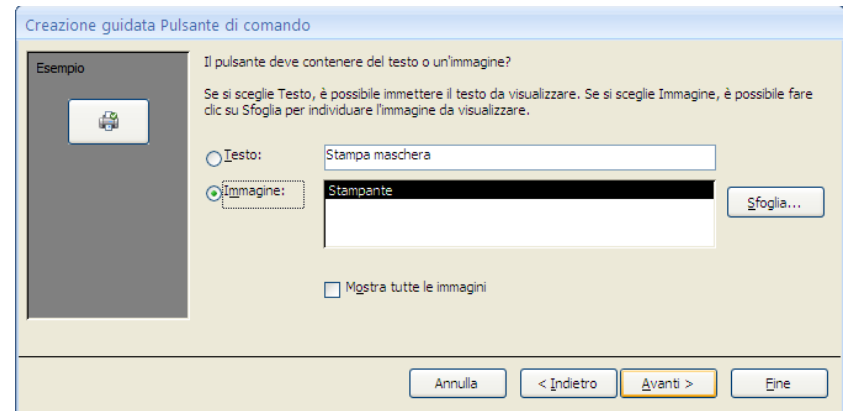 Creazione guidata Pulsante di comando
Esempio
Il pulsante deve contenere del testo o un'immagine?
Se si sceglie Testo, è possibile immettere il testo da visualizzare. Se si sceglie Immagine, è possibile fare
clic su Sfoglia per individuare l'immagine da visualizzare.
Testo:
Stampa maschera
Immagine:
Stampante
Sfoglia...
Mostra tutte le immagini
Annulla
< Indietro
Avanti >
Fine